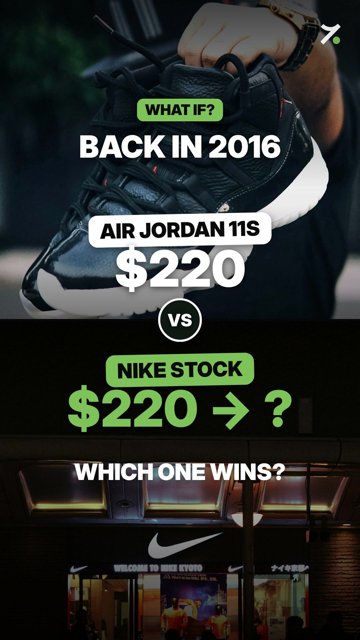 WHAT IF?
BACK IN 2016
AIR JORDAN 11S
$220
VS
NIKE STOCK
$220 → ?
WHICH ONE WINS?
WELCOME TO NIKE KYOTO